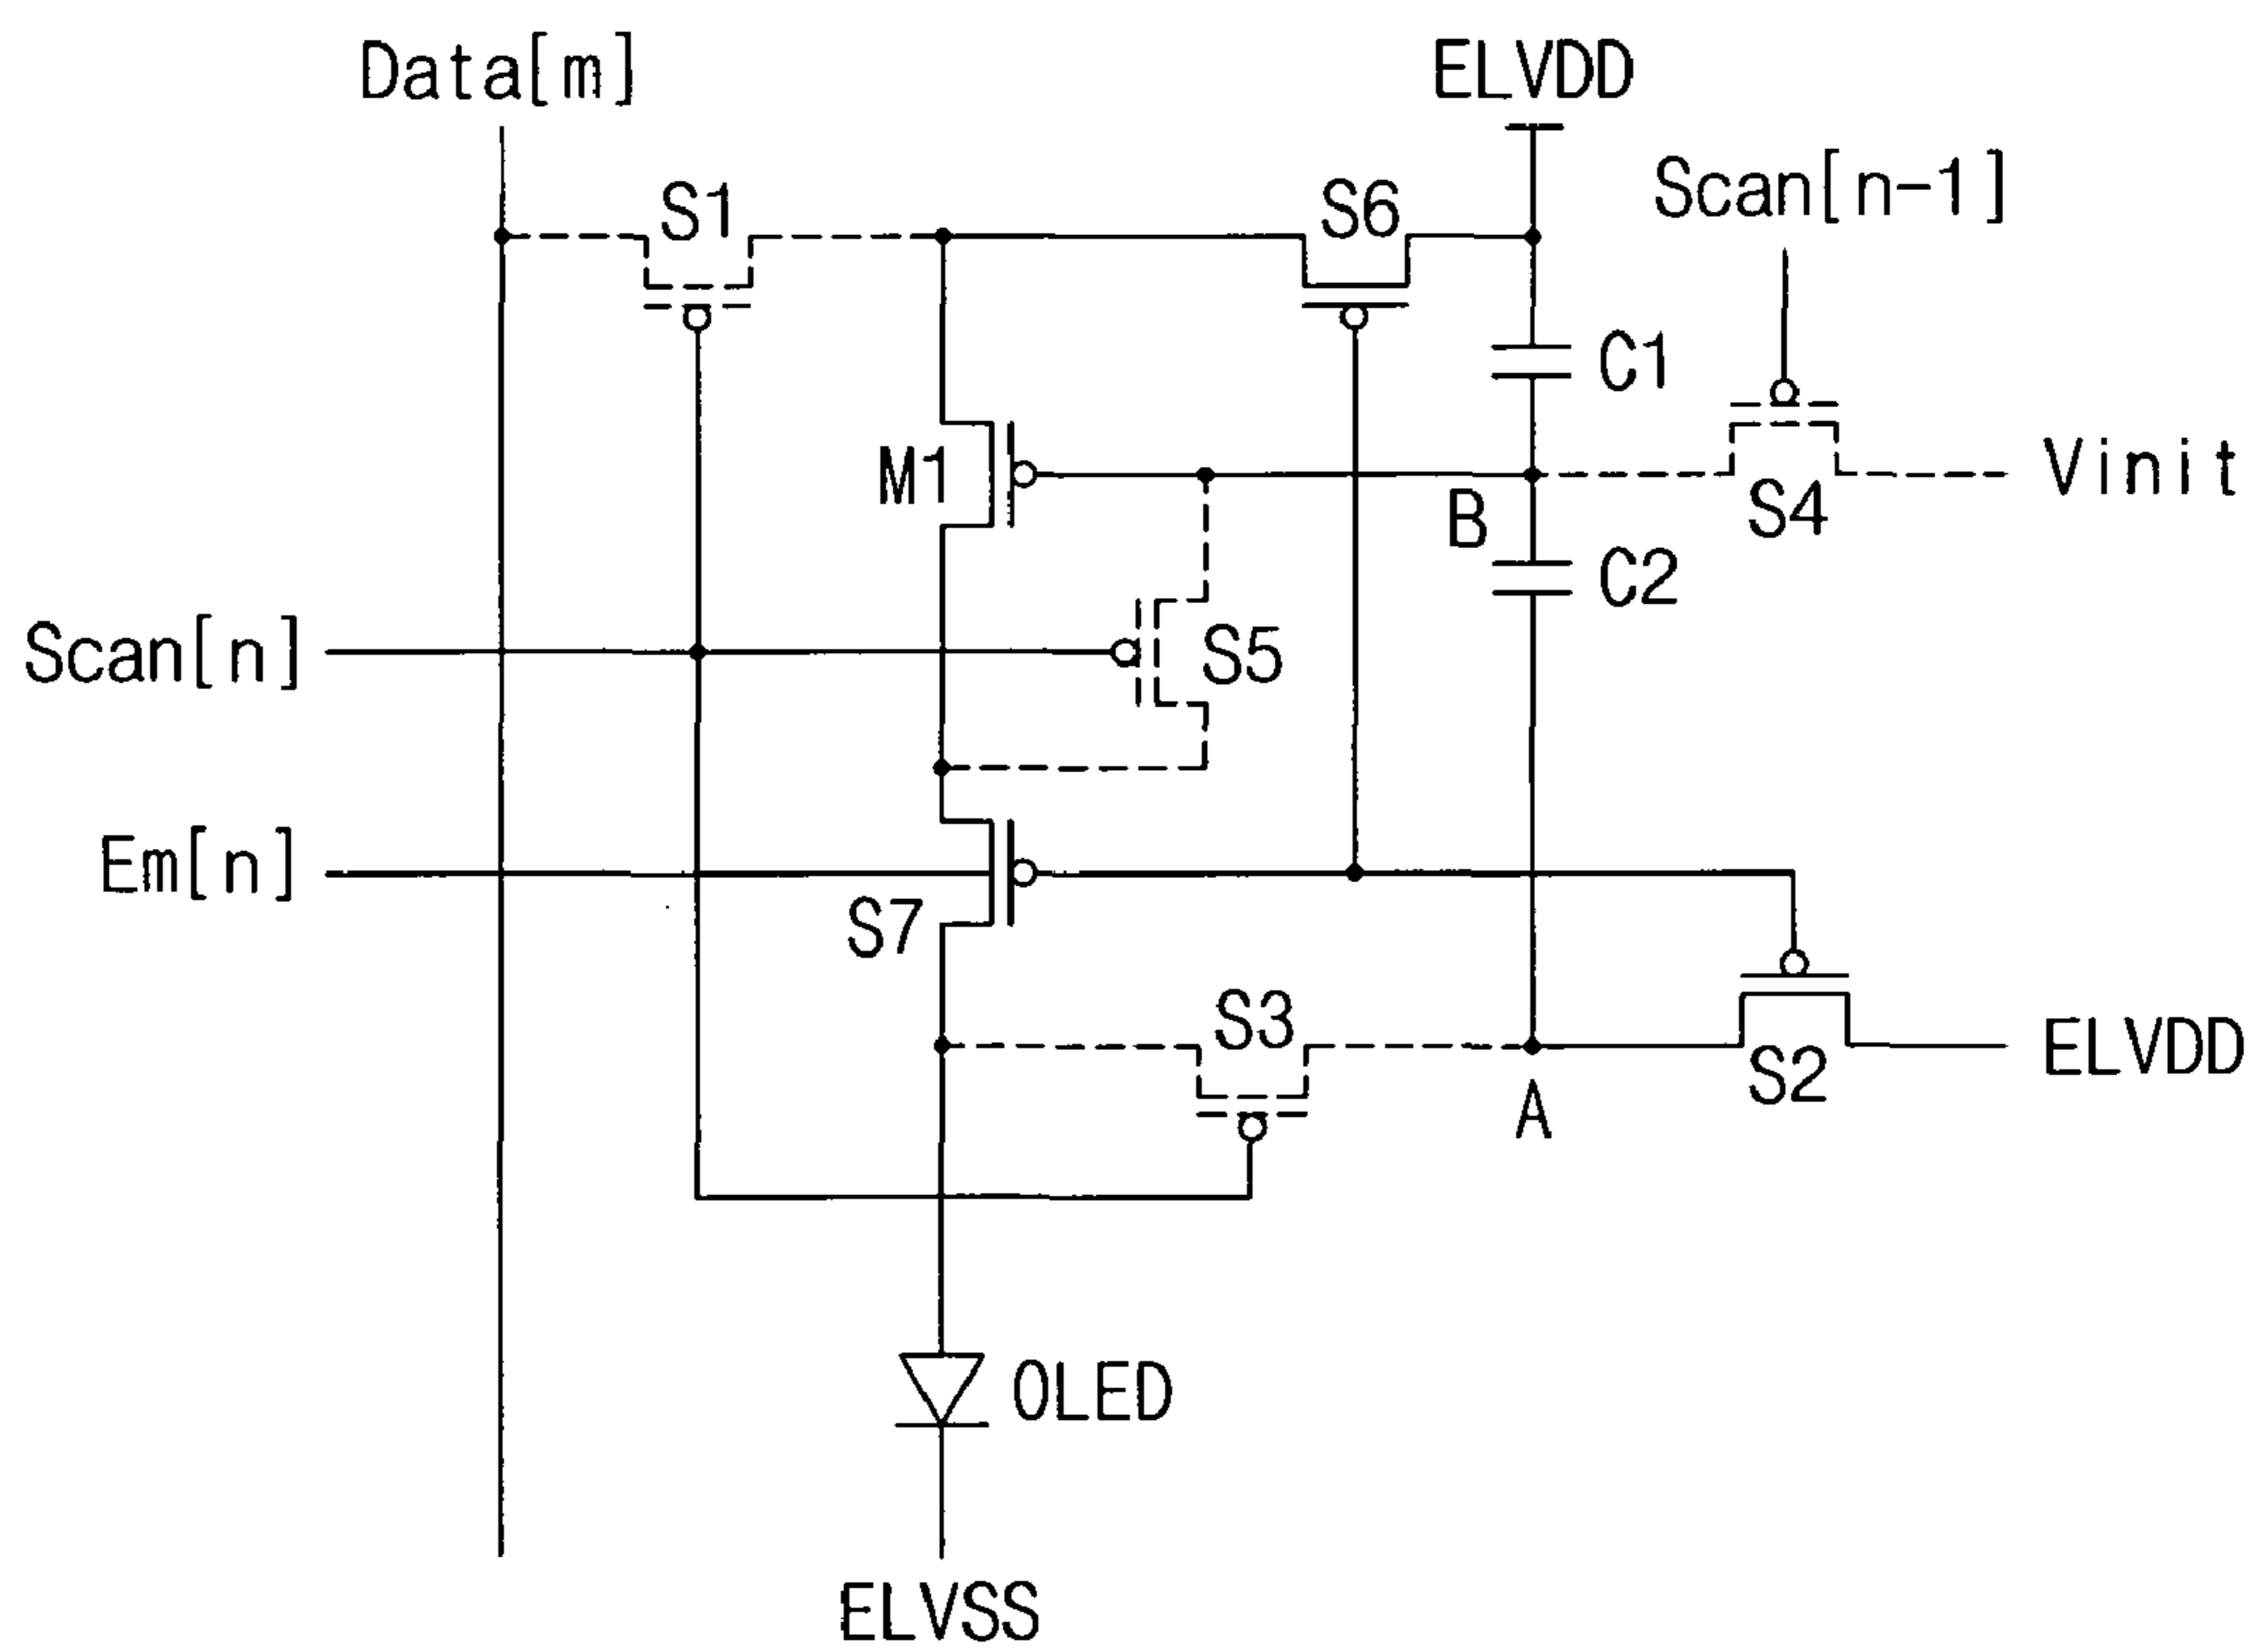 Data[m]
ELVDD
Scan[n-1]
S1
S6
C1
M1
Vinit
B
S4
C2
Scan[n]
S5
Em[n]
S7
S3
ELVDD
S2
A
OLED
ELVSS